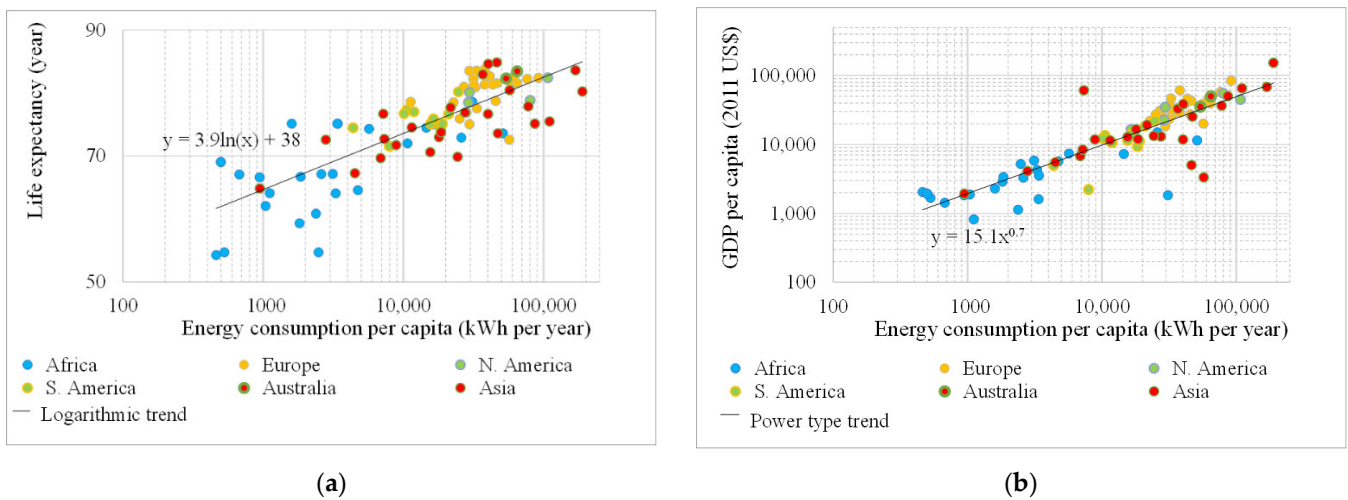 90
70
50
Life expectancy (year)
y = 3.9ln(x) + 38
100
1000
10,000
100,000
Energy consumption per capita (kWh per year)
Africa
Europe
N. America
S. America
Australia
Asia
Logarithmic trend
(a)
100,000
10,000
1,000
100
GDP per capita (2011 US$)
y = 15.1x^0.7
100
1000
10,000
100,000
Energy consumption per capita (kWh per year)
Africa
Europe
N. America
S. America
Australia
Asia
Power type trend
(b)